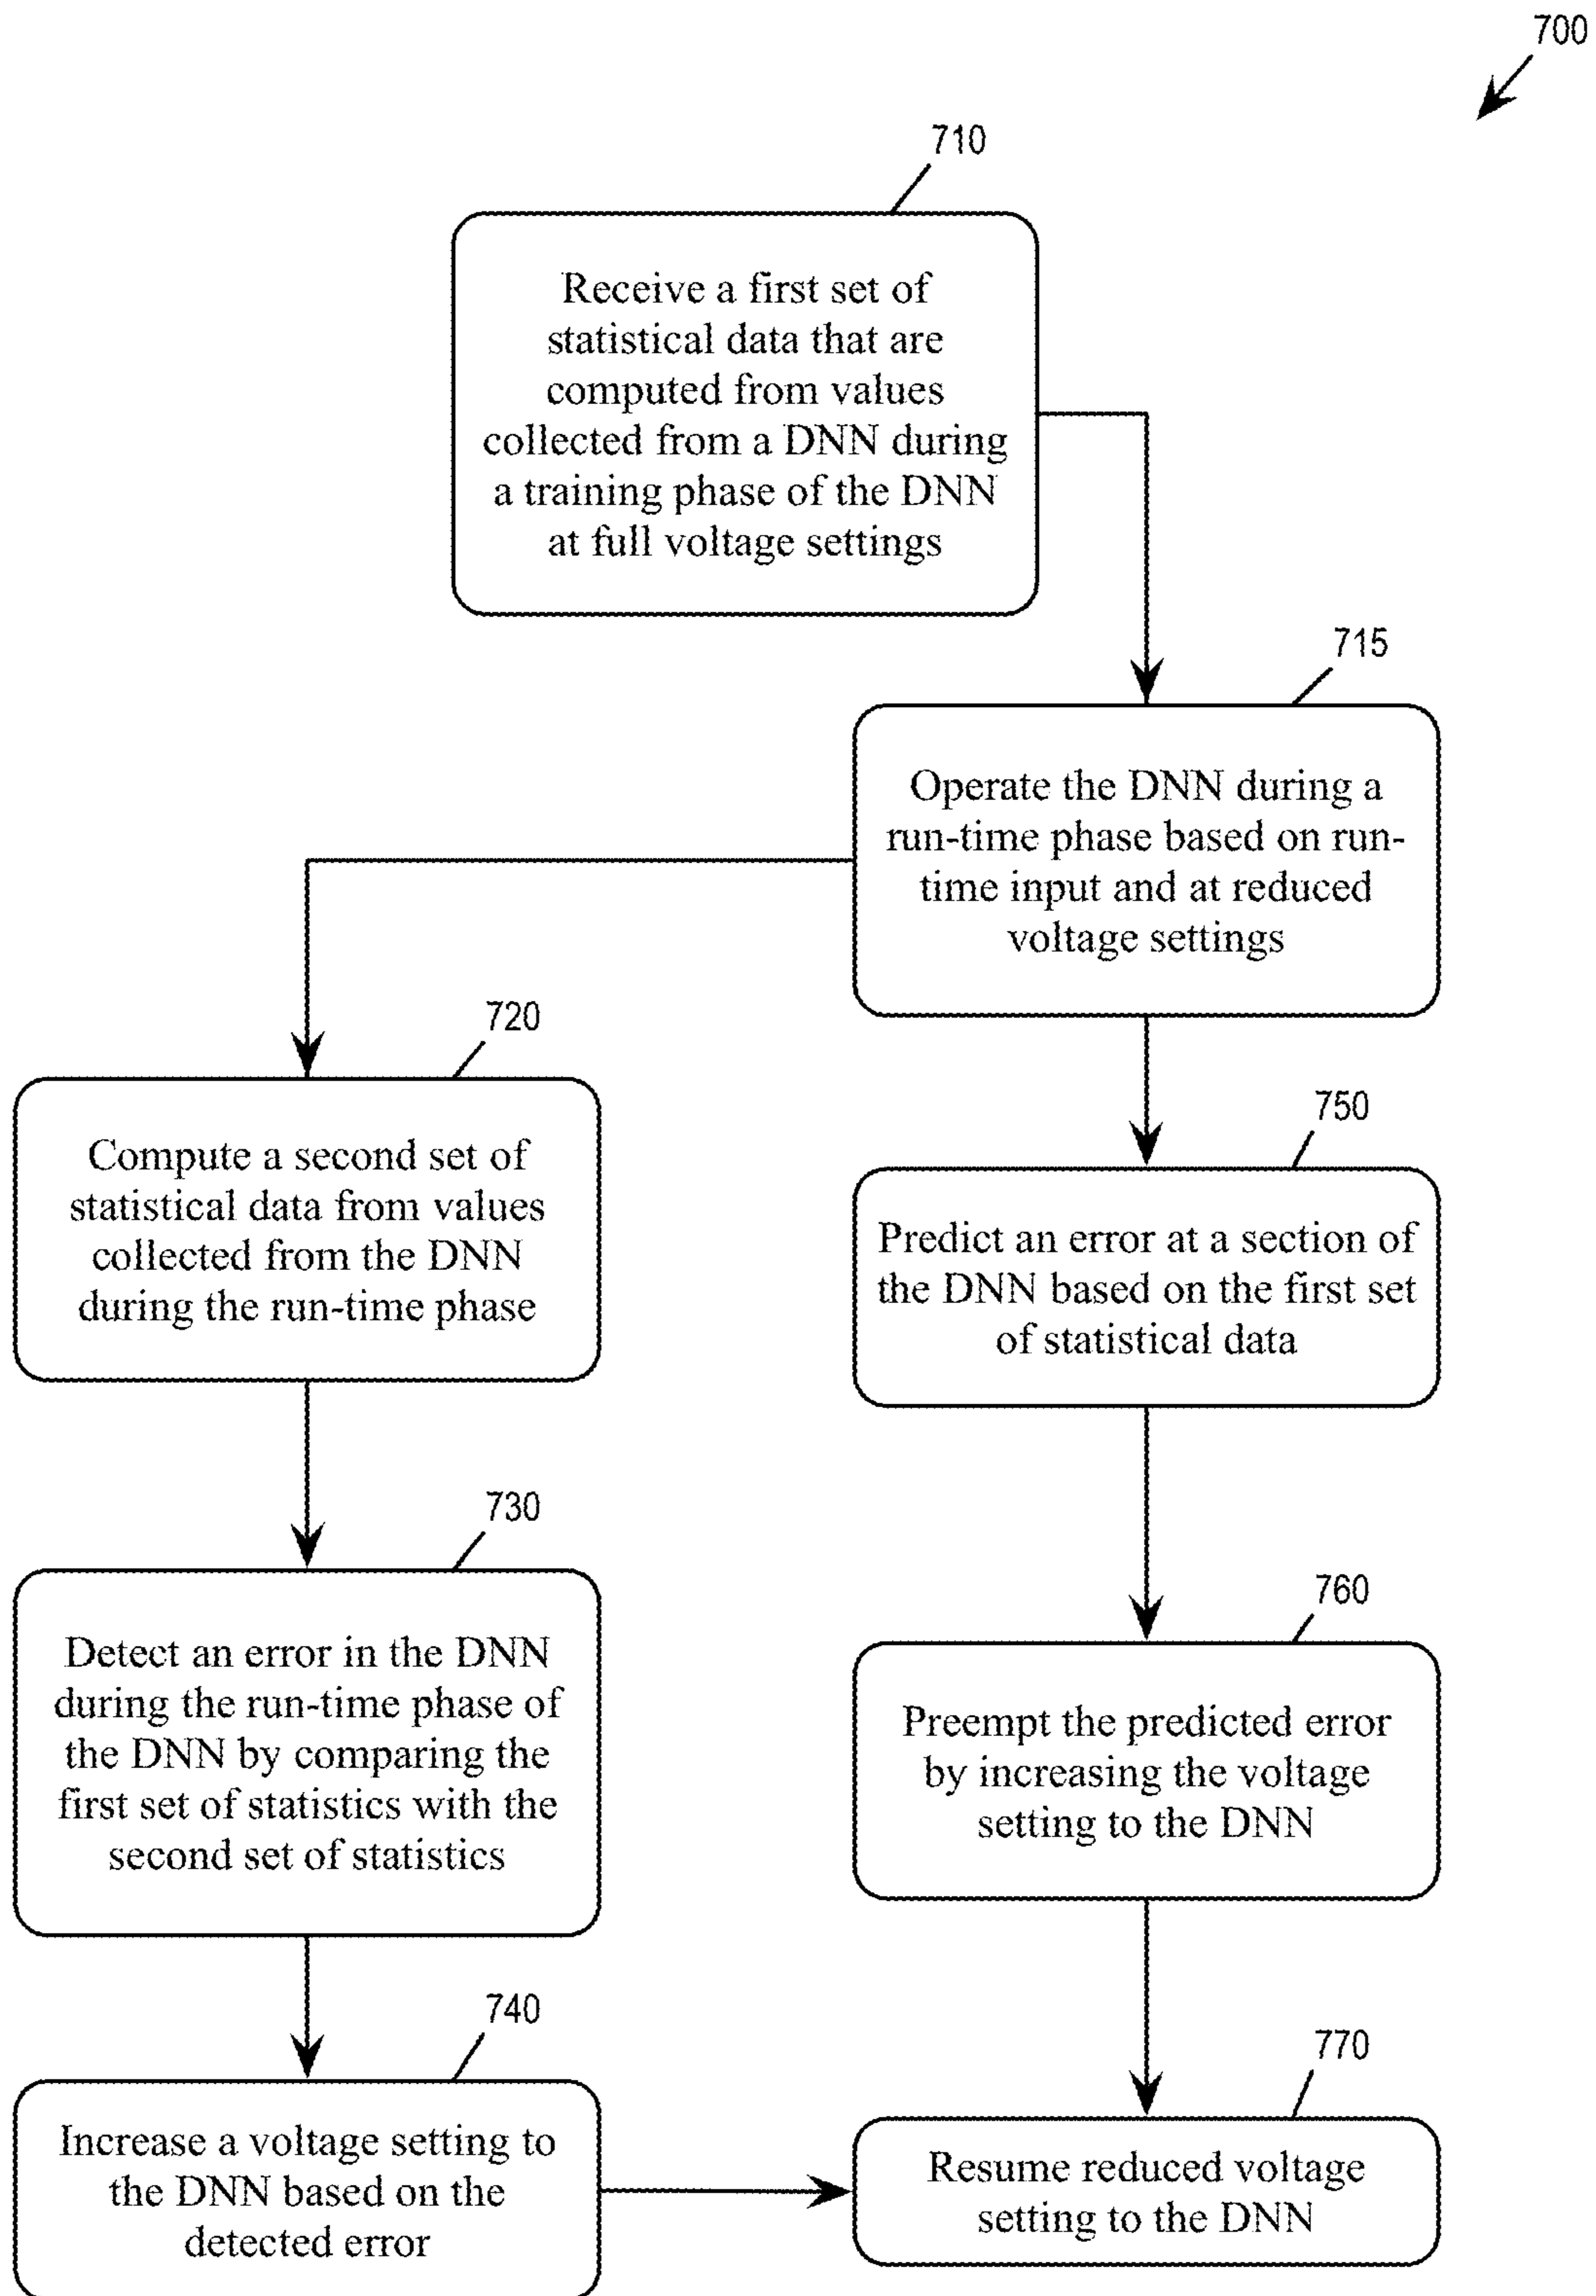 700
710
Receive a first set of
statistical data that are
computed from values
collected from a DNN during
a training phase of the DNN
at full voltage settings
715
Operate the DNN during a
run-time phase based on run-
time input and at reduced
voltage settings
720
Compute a second set of
statistical data from values
collected from the DNN
during the run-time phase
730
Detect an error in the DNN
during the run-time phase of
the DNN by comparing the
first set of statistics with the
second set of statistics
740
Increase a voltage setting to
the DNN based on the
detected error
750
Predict an error at a section of
the DNN based on the first set
of statistical data
760
Preempt the predicted error
by increasing the voltage
setting to the DNN
770
Resume reduced voltage
setting to the DNN